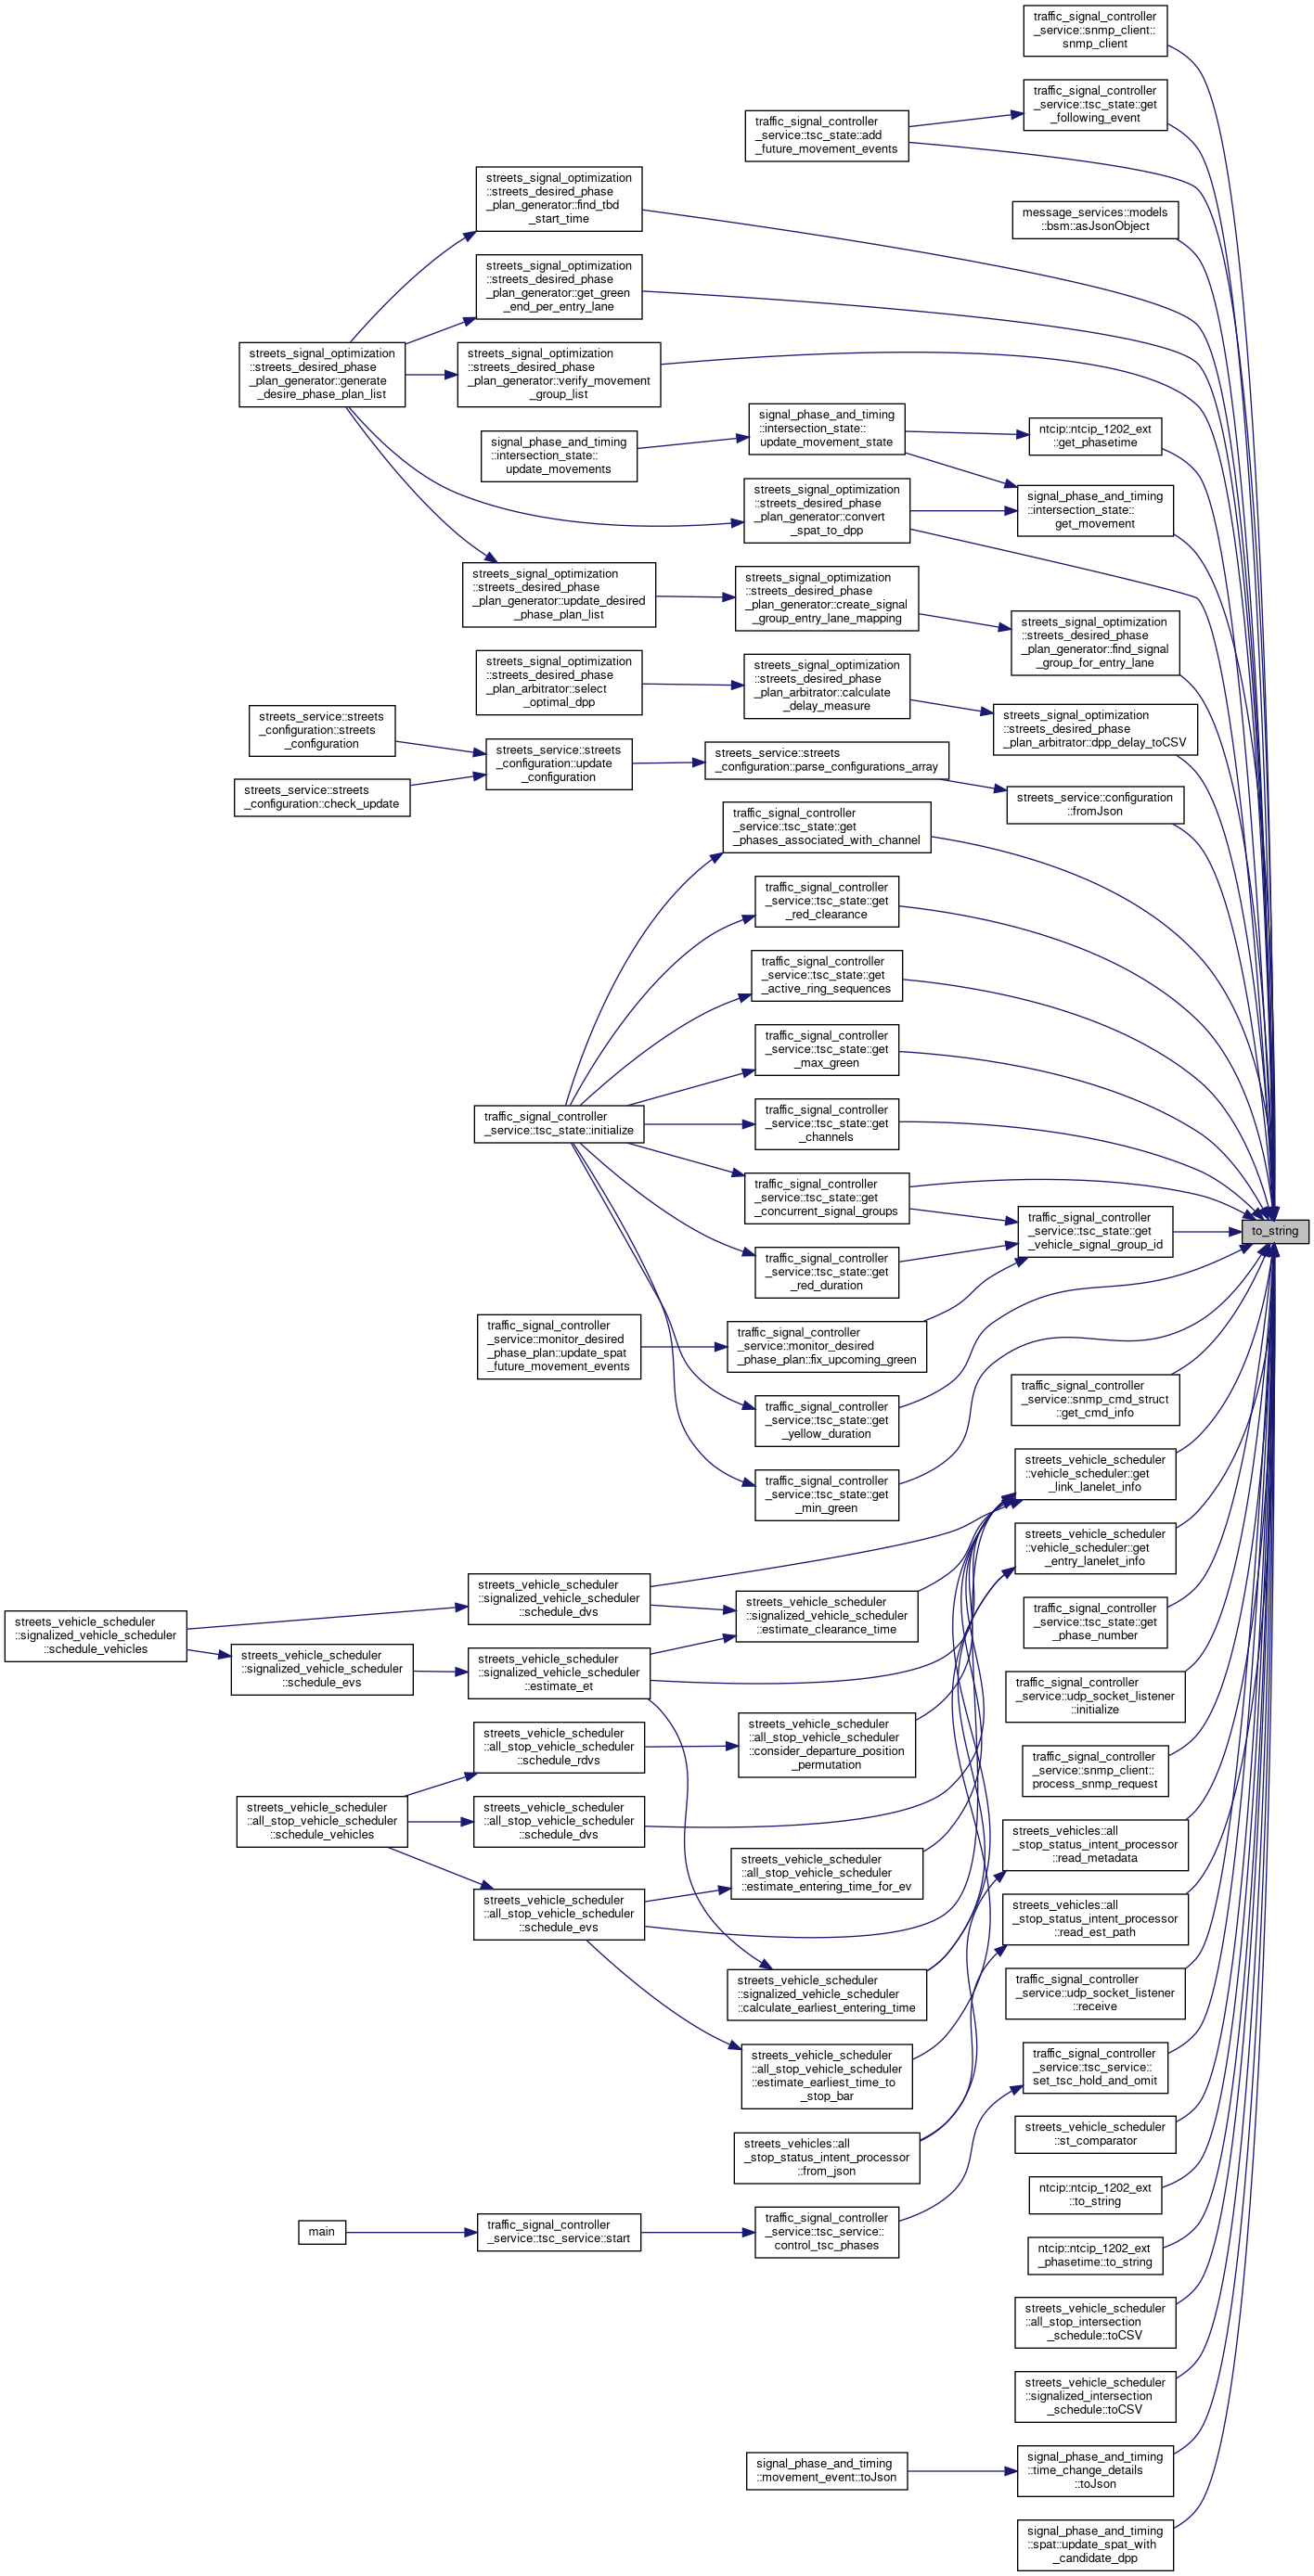 traffic_signal_controller
_service::snmp_client::
snmp_client
traffic_signal_controller
_service::tsc_state::get
_following_event
traffic_signal_controller
_service::tsc_state::add
_future_movement_events
streets_signal_optimization
::streets_desired_phase
_plan_generator::find_tbd
_start_time
message_services::models
::bsm::asJsonObject
streets_signal_optimization
::streets_desired_phase
_plan_generator::get_green
_end_per_entry_lane
streets_signal_optimization
::streets_desired_phase
_plan_generator::generate
_desire_phase_plan_list
streets_signal_optimization
::streets_desired_phase
_plan_generator::verify_movement
_group_list
signal_phase_and_timing
::intersection_state::
update_movement_state
ntcip::ntcip_1202_ext
::get_phasetime
signal_phase_and_timing
::intersection_state::
update_movements
streets_signal_optimization
::streets_desired_phase
_plan_generator::convert
_spat_to_dpp
signal_phase_and_timing
::intersection_state::
get_movement
streets_signal_optimization
::streets_desired_phase
_plan_generator::update_desired
_phase_plan_list
streets_signal_optimization
::streets_desired_phase
_plan_generator::create_signal
_group_entry_lane_mapping
streets_signal_optimization
::streets_desired_phase
_plan_generator::find_signal
_group_for_entry_lane
streets_signal_optimization
::streets_desired_phase
_plan_arbitrator::select
_optimal_dpp
streets_signal_optimization
::streets_desired_phase
_plan_arbitrator::calculate
_delay_measure
streets_signal_optimization
::streets_desired_phase
_plan_arbitrator::dpp_delay_toCSV
streets_service::streets
_configuration::streets
_configuration
streets_service::streets
_configuration::update
_configuration
streets_service::streets
_configuration::parse_configurations_array
streets_service::streets
_configuration::check_update
streets_service::configuration
::fromJson
traffic_signal_controller
_service::tsc_state::get
_phases_associated_with_channel
traffic_signal_controller
_service::tsc_state::get
_red_clearance
traffic_signal_controller
_service::tsc_state::get
_active_ring_sequences
traffic_signal_controller
_service::tsc_state::get
_max_green
traffic_signal_controller
_service::tsc_state::initialize
traffic_signal_controller
_service::tsc_state::get
_channels
traffic_signal_controller
_service::tsc_state::get
_concurrent_signal_groups
traffic_signal_controller
_service::tsc_state::get
_vehicle_signal_group_id
to_string
traffic_signal_controller
_service::tsc_state::get
_red_duration
traffic_signal_controller
_service::monitor_desired
_phase_plan::update_spat
_future_movement_events
traffic_signal_controller
_service::monitor_desired
_phase_plan::fix_upcoming_green
traffic_signal_controller
_service::snmp_cmd_struct
::get_cmd_info
traffic_signal_controller
_service::tsc_state::get
_yellow_duration
streets_vehicle_scheduler
::vehicle_scheduler::get
_link_lanelet_info
traffic_signal_controller
_service::tsc_state::get
_min_green
streets_vehicle_scheduler
::vehicle_scheduler::get
_entry_lanelet_info
streets_vehicle_scheduler
::signalized_vehicle_scheduler
::schedule_dvs
streets_vehicle_scheduler
::signalized_vehicle_scheduler
::estimate_clearance_time
traffic_signal_controller
_service::tsc_state::get
_phase_number
streets_vehicle_scheduler
::signalized_vehicle_scheduler
::schedule_vehicles
streets_vehicle_scheduler
::signalized_vehicle_scheduler
::schedule_evs
streets_vehicle_scheduler
::signalized_vehicle_scheduler
::estimate_et
traffic_signal_controller
_service::udp_socket_listener
::initialize
streets_vehicle_scheduler
::all_stop_vehicle_scheduler
::schedule_rdvs
streets_vehicle_scheduler
::all_stop_vehicle_scheduler
::consider_departure_position
_permutation
traffic_signal_controller
_service::snmp_client::
process_snmp_request
streets_vehicle_scheduler
::all_stop_vehicle_scheduler
::schedule_vehicles
streets_vehicle_scheduler
::all_stop_vehicle_scheduler
::schedule_dvs
streets_vehicles::all
_stop_status_intent_processor
::read_metadata
streets_vehicle_scheduler
::all_stop_vehicle_scheduler
::estimate_entering_time_for_ev
streets_vehicle_scheduler
::all_stop_vehicle_scheduler
::schedule_evs
streets_vehicles::all
_stop_status_intent_processor
::read_est_path
streets_vehicle_scheduler
::signalized_vehicle_scheduler
::calculate_earliest_entering_time
traffic_signal_controller
_service::udp_socket_listener
::receive
streets_vehicle_scheduler
::all_stop_vehicle_scheduler
::estimate_earliest_time_to
_stop_bar
traffic_signal_controller
_service::tsc_service::
set_tsc_hold_and_omit
streets_vehicles::all
_stop_status_intent_processor
::from_json
streets_vehicle_scheduler
::st_comparator
ntcip::ntcip_1202_ext
::to_string
main
traffic_signal_controller
_service::tsc_service::start
traffic_signal_controller
_service::tsc_service::
control_tsc_phases
ntcip::ntcip_1202_ext
_phasetime::to_string
streets_vehicle_scheduler
::all_stop_intersection
_schedule::toCSV
streets_vehicle_scheduler
::signalized_intersection
_schedule::toCSV
signal_phase_and_timing
::movement_event::toJson
signal_phase_and_timing
::time_change_details
::toJson
signal_phase_and_timing
::spat::update_spat_with
_candidate_dpp